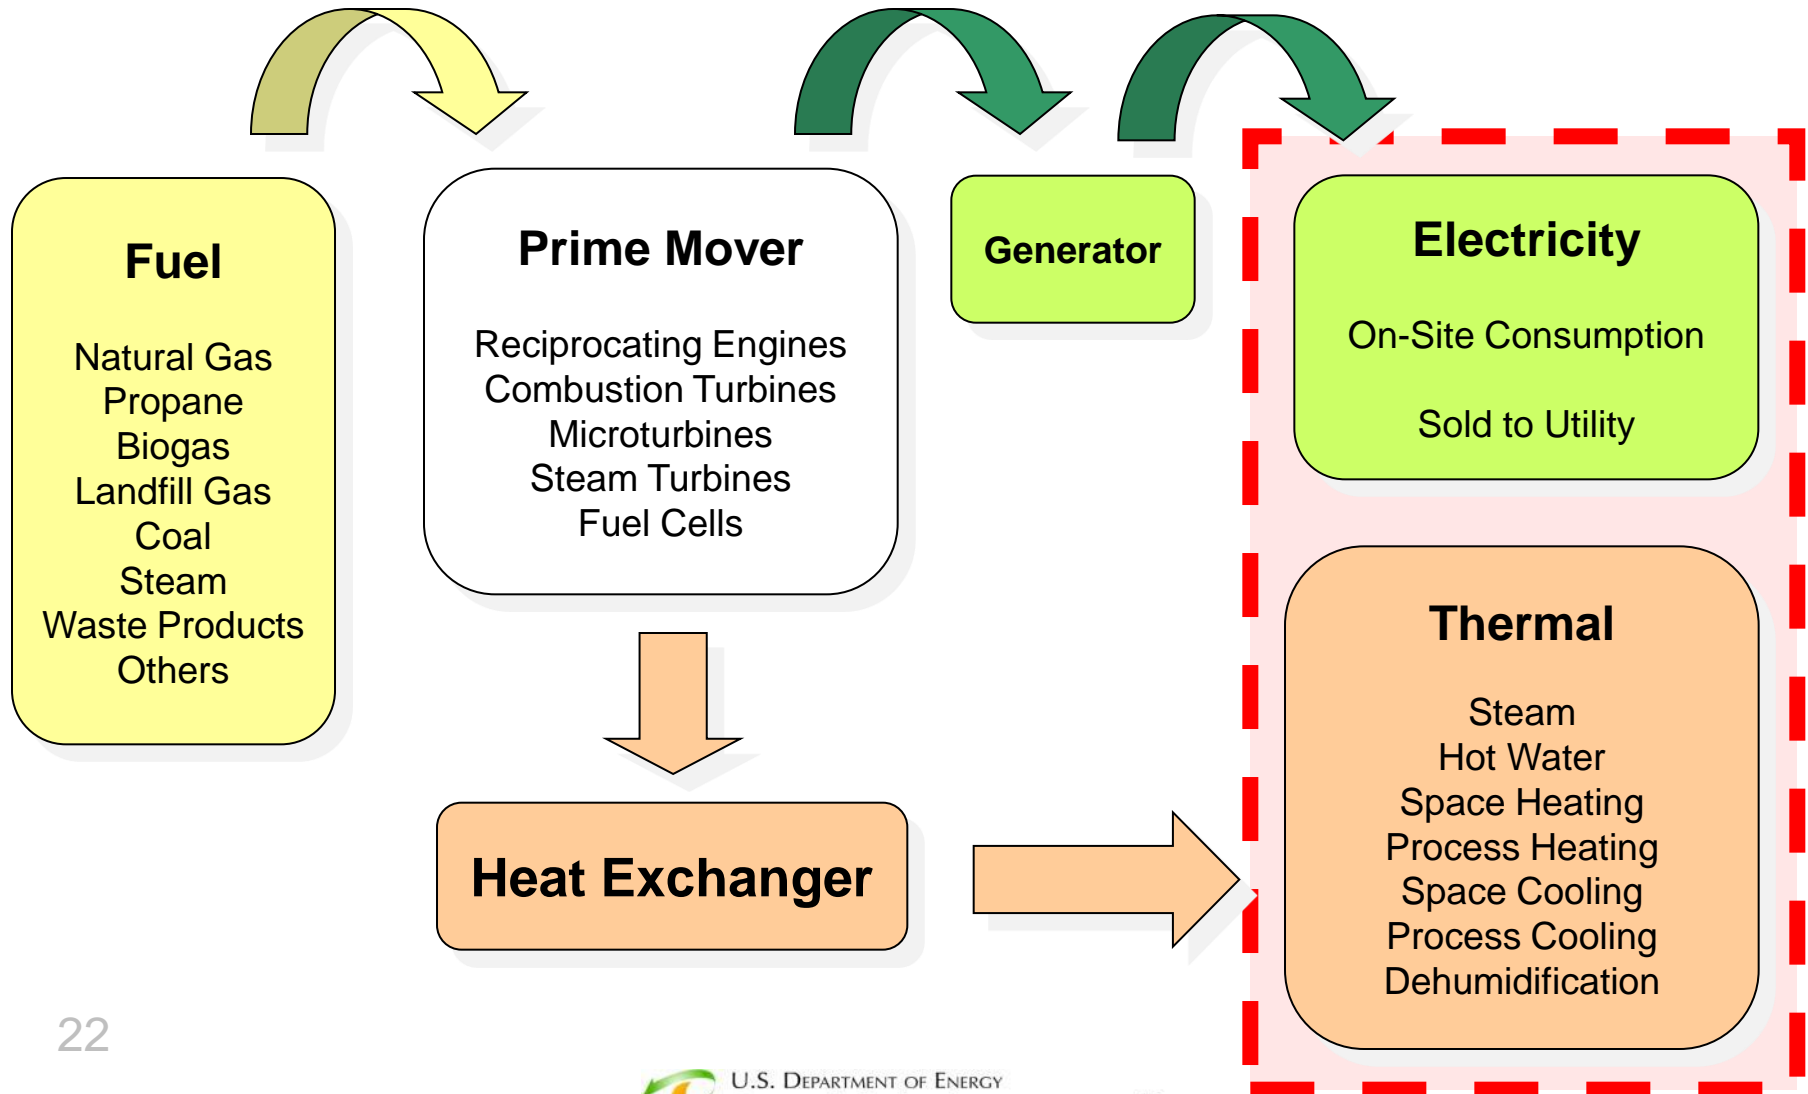 Fuel
Natural Gas
Propane
Biogas
Landfill Gas
Coal
Steam
Waste Products
Others
Prime Mover
Reciprocating Engines
Combustion Turbines
Microturbines
Steam Turbines
Fuel Cells
Generator
Electricity
On-Site Consumption
Sold to Utility
Heat Exchanger
Thermal
Steam
Hot Water
Space Heating
Process Heating
Space Cooling
Process Cooling
Dehumidification
22
U.S. DEPARTMENT OF ENERGY